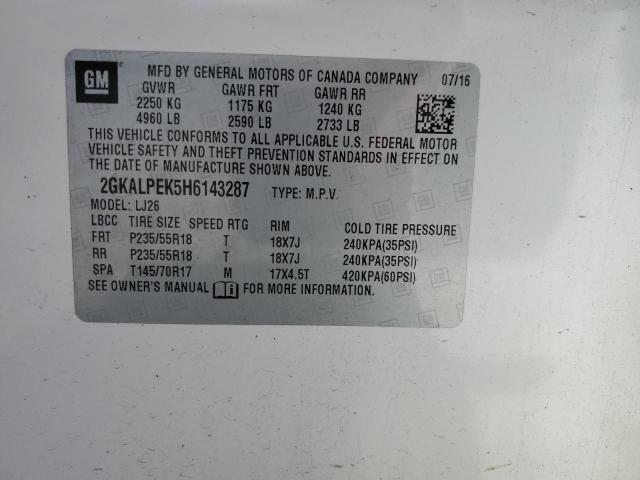 GM MFD BY GENERAL MOTORS OF CANADA COMPANY 07/16
GVWR GAWR FRT GAWR RR
2250 KG 1175 KG 1240 KG
4960 LB 2590 LB 2733 LB
THIS VEHICLE CONFORMS TO ALL APPLICABLE U.S. FEDERAL MOTOR
VEHICLE SAFETY AND THEFT PREVENTION STANDARDS IN EFFECT ON
THE DATE OF MANUFACTURE SHOWN ABOVE.
2GKALPEK5H6143287 TYPE: M.P.V.
MODEL: LJ26
LBCC TIRE SIZE SPEED RTG RIM COLD TIRE PRESSURE
FRT P235/55R18 T 18X7J 240KPA(35PSI)
RR P235/55R18 T 18X7J 240KPA(35PSI)
SPA T145/70R17 M 17X4.5T 420KPA(60PSI)
SEE OWNER'S MANUAL FOR MORE INFORMATION.